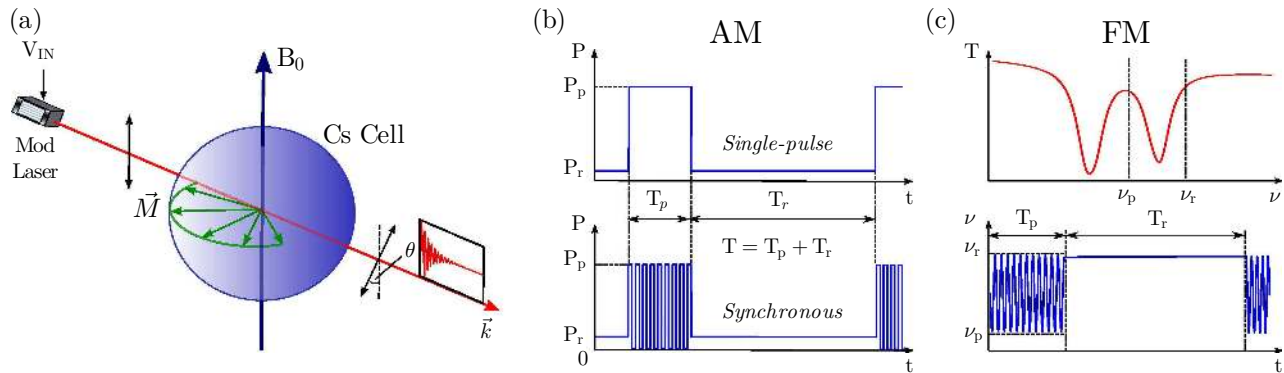 (a)
V_IN
B₀
Mod
Laser
Cs Cell
M⃗
θ
k⃗
(b)
AM
P
P_p
P_r
Single-pulse
t
T_p
T_r
P
P_p
T = T_p + T_r
Synchronous
P_r
0
t
(c)
FM
T
ν_p
ν_r
ν
ν
T_p
T_r
ν_r
ν_p
t